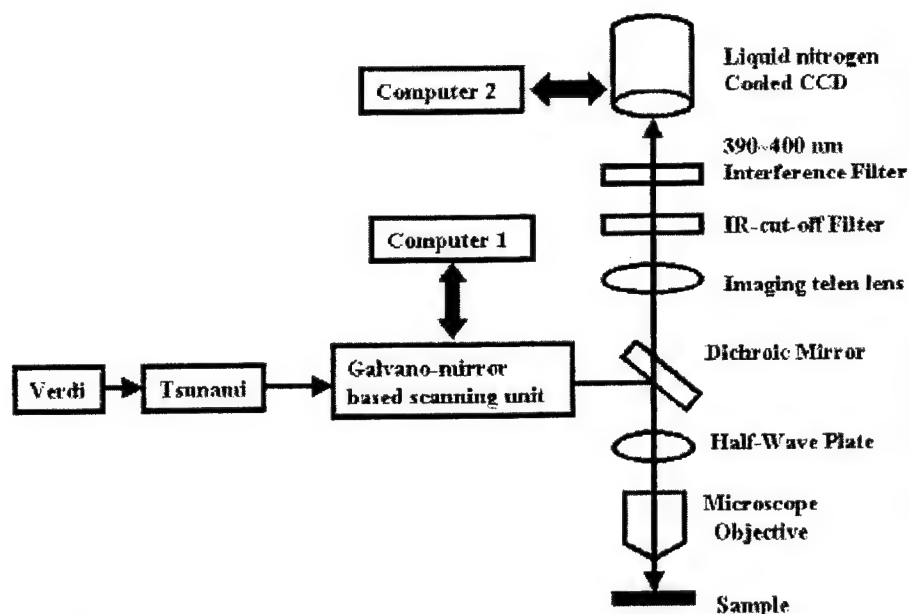 Liquid nitrogen
Cooled CCD
Computer 2
390~400 nm
Interference Filter
IR-cut-off Filter
Computer 1
Imaging telen lens
Dichroic Mirror
Verdi
Tsunami
Galvano-mirror
based scanning unit
Half-Wave Plate
Microscope
Objective
Sample